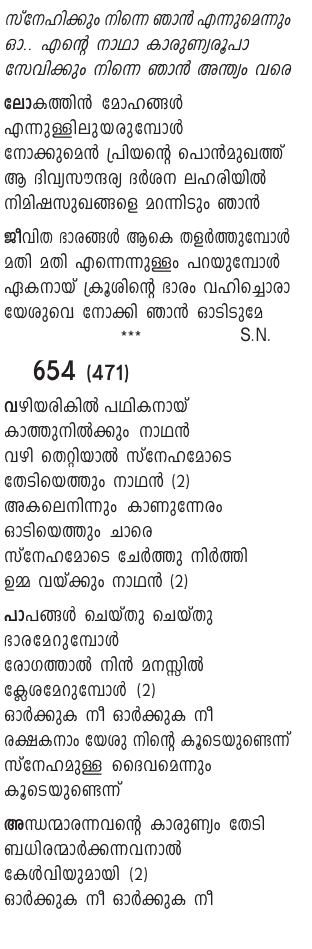 സ്നേഹിക്കും നിന്നെ ഞാൻ എന്നുമെന്നും
ഓ.. എന്റെ നാഥാ കാരുണ്യരൂപാ
സേവിക്കും നിന്നെ ഞാൻ അന്ത്യം വരെ
ലോകത്തിൻ മോഹങ്ങൾ
എന്നുള്ളിലുയരുമ്പോൾ
നോക്കുമെൻ പ്രിയന്റെ പൊൻമുഖത്ത്
ആ ദിവ്യസൗന്ദര്യ ദർശന ലഹരിയിൽ
നിമിഷസുഖങ്ങളെ മറന്നിടും ഞാൻ
ജീവിത ഭാരങ്ങൾ ആകെ തളർത്തുമ്പോൾ
മതി മതി എന്നെന്നുള്ളം പറയുമ്പോൾ
ഏകനായ് ക്രൂശിന്റെ ഭാരം വഹിച്ചൊരാ
യേശുവെ നോക്കി ഞാൻ ഓടിടുമേ
*** S.N.
654 (471)
വഴിയരികിൽ പഥികനായ്
കാത്തുനിൽക്കും നാഥൻ
വഴി തെറ്റിയാൽ സ്നേഹമോടെ
തേടിയെത്തും നാഥൻ (2)
അകലെനിന്നും കാണുന്നേരം
ഓടിയെത്തും ചാരെ
സ്നേഹമോടെ ചേർത്തു നിർത്തി
ഉമ്മ വയ്ക്കും നാഥൻ (2)
പാപങ്ങൾ ചെയ്തു ചെയ്തു
ഭാരമേറുമ്പോൾ
രോഗത്താൽ നിൻ മനസ്സിൽ
ക്ലേശമേറുമ്പോൾ (2)
ഓർക്കുക നീ ഓർക്കുക നീ
രക്ഷകനാം യേശു നിന്റെ കൂടെയുണ്ടെന്ന്
സ്നേഹമുള്ള ദൈവമെന്നും
കൂടെയുണ്ടെന്ന്
അന്ധന്മാരന്നവന്റെ കാരുണ്യം തേടി
ബധിരന്മാർക്കന്നവനാൽ
കേൾവിയുമായി (2)
ഓർക്കുക നീ ഓർക്കുക നീ